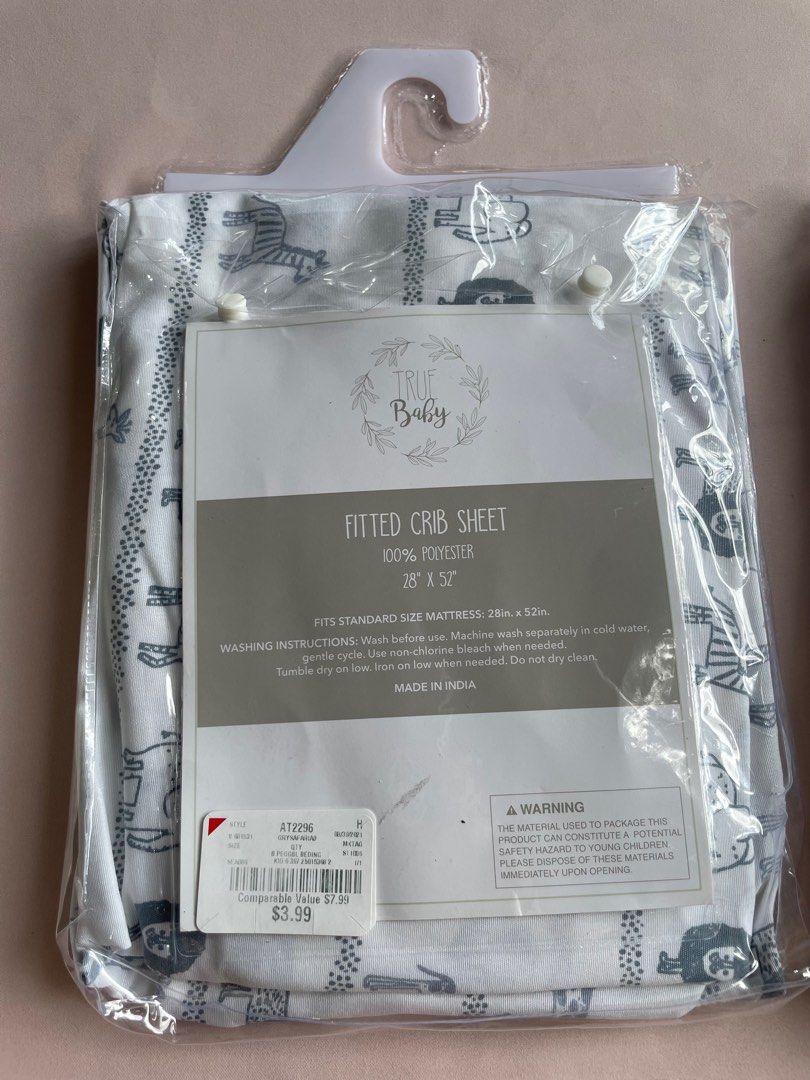 TRUE
Baby
FITTED CRIB SHEET
100% POLYESTER
28" X 52"
FITS STANDARD SIZE MATTRESS: 28in. x 52in.
WASHING INSTRUCTIONS: Wash before use. Machine wash separately in cold water,
gentle cycle. Use non-chlorine bleach when needed.
Tumble dry on low. Iron on low when needed. Do not dry clean.
MADE IN INDIA
WARNING
THE MATERIAL USED TO PACKAGE THIS
PRODUCT CAN CONSTITUTE A POTENTIAL
SAFETY HAZARD TO YOUNG CHILDREN.
PLEASE DISPOSE OF THESE MATERIALS
IMMEDIATELY UPON OPENING.
STYLE AT2296 H
SIZE QTY
Comparable Value $7.99
$3.99